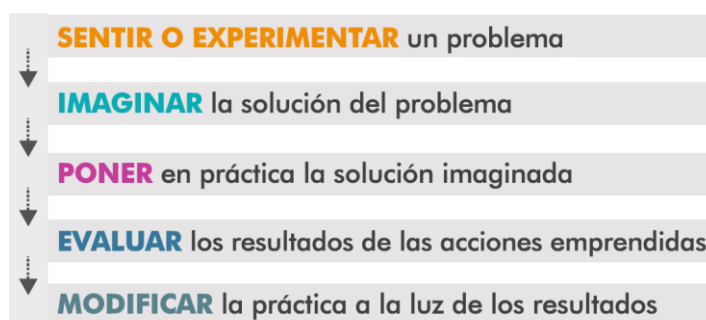 SENTIR O EXPERIMENTAR un problema
IMAGINAR la solución del problema
PONER en práctica la solución imaginada
EVALUAR los resultados de las acciones emprendidas
MODIFICAR la práctica a la luz de los resultados